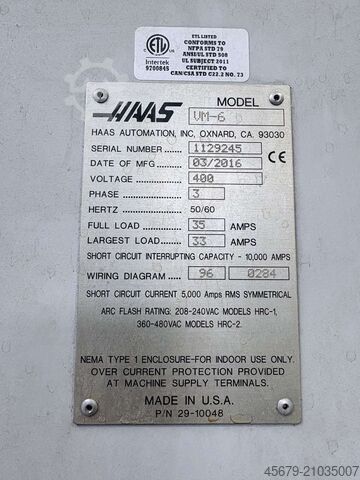 ETL LISTED
CONFORMS TO
NFPA STD 79
ANSI/UL STD 508
UL SUBJECT 2011
CERTIFIED TO
CAN/CSA STD C22.2 NO. 73
ETL
Intertek
9700845
HAAS MODEL VM-6
HAAS AUTOMATION, INC. OXNARD, CA. 93030
SERIAL NUMBER 1129245
DATE OF MFG 03/2016 CE
VOLTAGE 400
PHASE 3
HERTZ 50/60
FULL LOAD 35 AMPS
LARGEST LOAD 33 AMPS
SHORT CIRCUIT INTERRUPTING CAPACITY - 10,000 AMPS
WIRING DIAGRAM 96 0284
SHORT CIRCUIT CURRENT 5,000 Amps RMS SYMMETRICAL
ARC FLASH RATING: 208-240VAC MODELS HRC-1,
360-480VAC MODELS HRC-2.
NEMA TYPE 1 ENCLOSURE-FOR INDOOR USE ONLY.
OVER CURRENT PROTECTION PROVIDED
AT MACHINE SUPPLY TERMINALS.
MADE IN U.S.A.
P/N 29-10048
45679-21035007